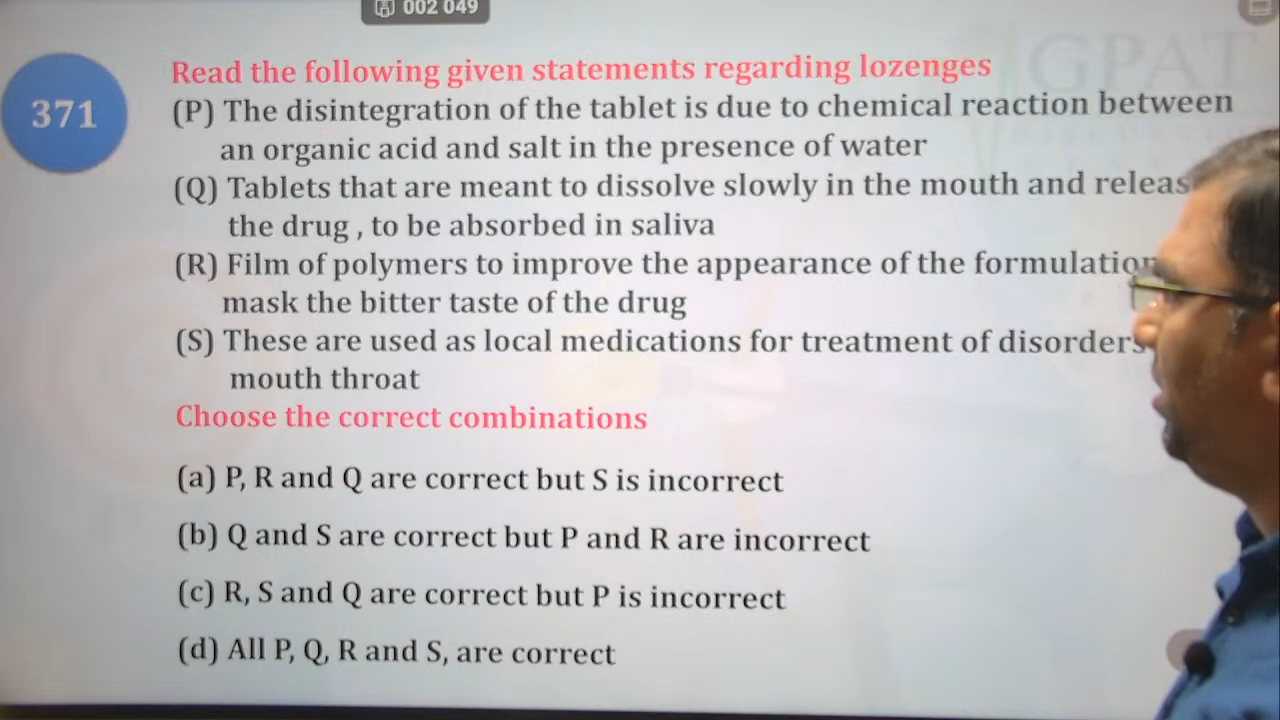 002 049
GPAT
371
Read the following given statements regarding lozenges
(P) The disintegration of the tablet is due to chemical reaction between
an organic acid and salt in the presence of water
(Q) Tablets that are meant to dissolve slowly in the mouth and releas
the drug , to be absorbed in saliva
(R) Film of polymers to improve the appearance of the formulation
mask the bitter taste of the drug
(S) These are used as local medications for treatment of disorders
mouth throat
Choose the correct combinations
(a) P, R and Q are correct but S is incorrect
(b) Q and S are correct but P and R are incorrect
(c) R, S and Q are correct but P is incorrect
(d) All P, Q, R and S, are correct